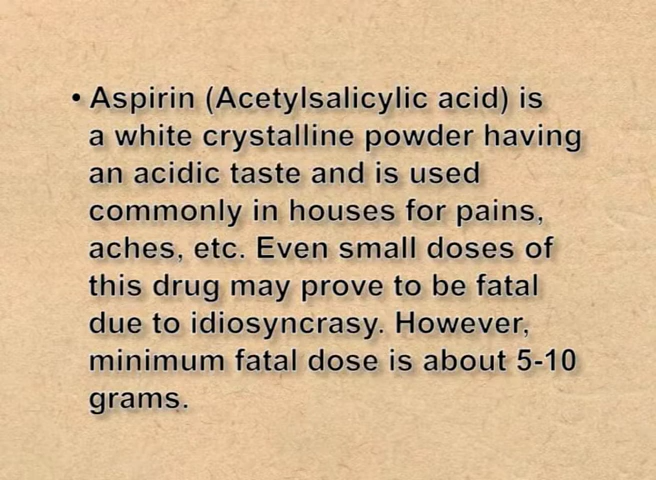 • Aspirin (Acetylsalicylic acid) is
a white crystalline powder having
an acidic taste and is used
commonly in houses for pains,
aches, etc. Even small doses of
this drug may prove to be fatal
due to idiosyncrasy. However,
minimum fatal dose is about 5-10
grams.